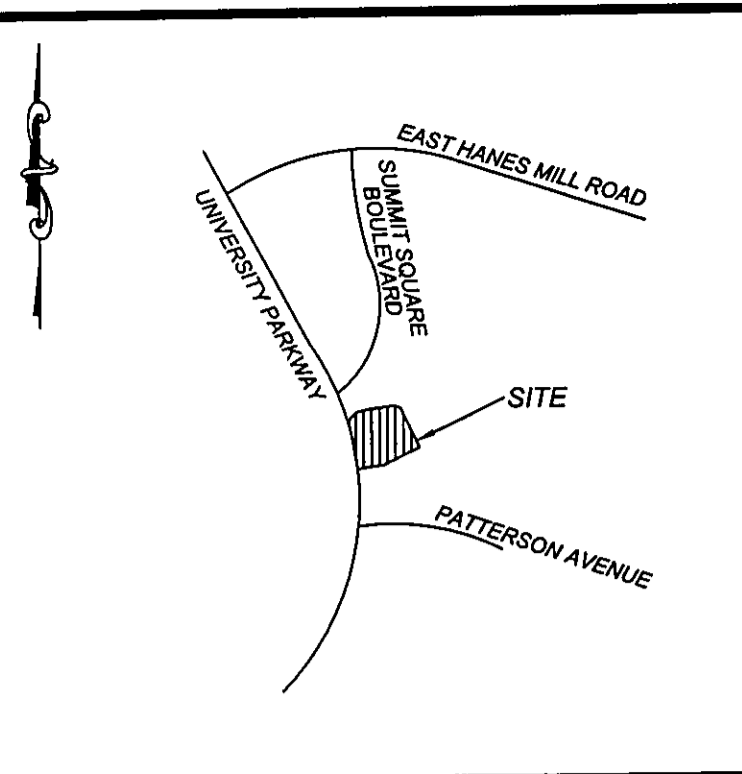 EAST HANES MILL ROAD
SUMMIT SQUARE
BOULEVARD
UNIVERSITY PARKWAY
SITE
PATTERSON AVENUE